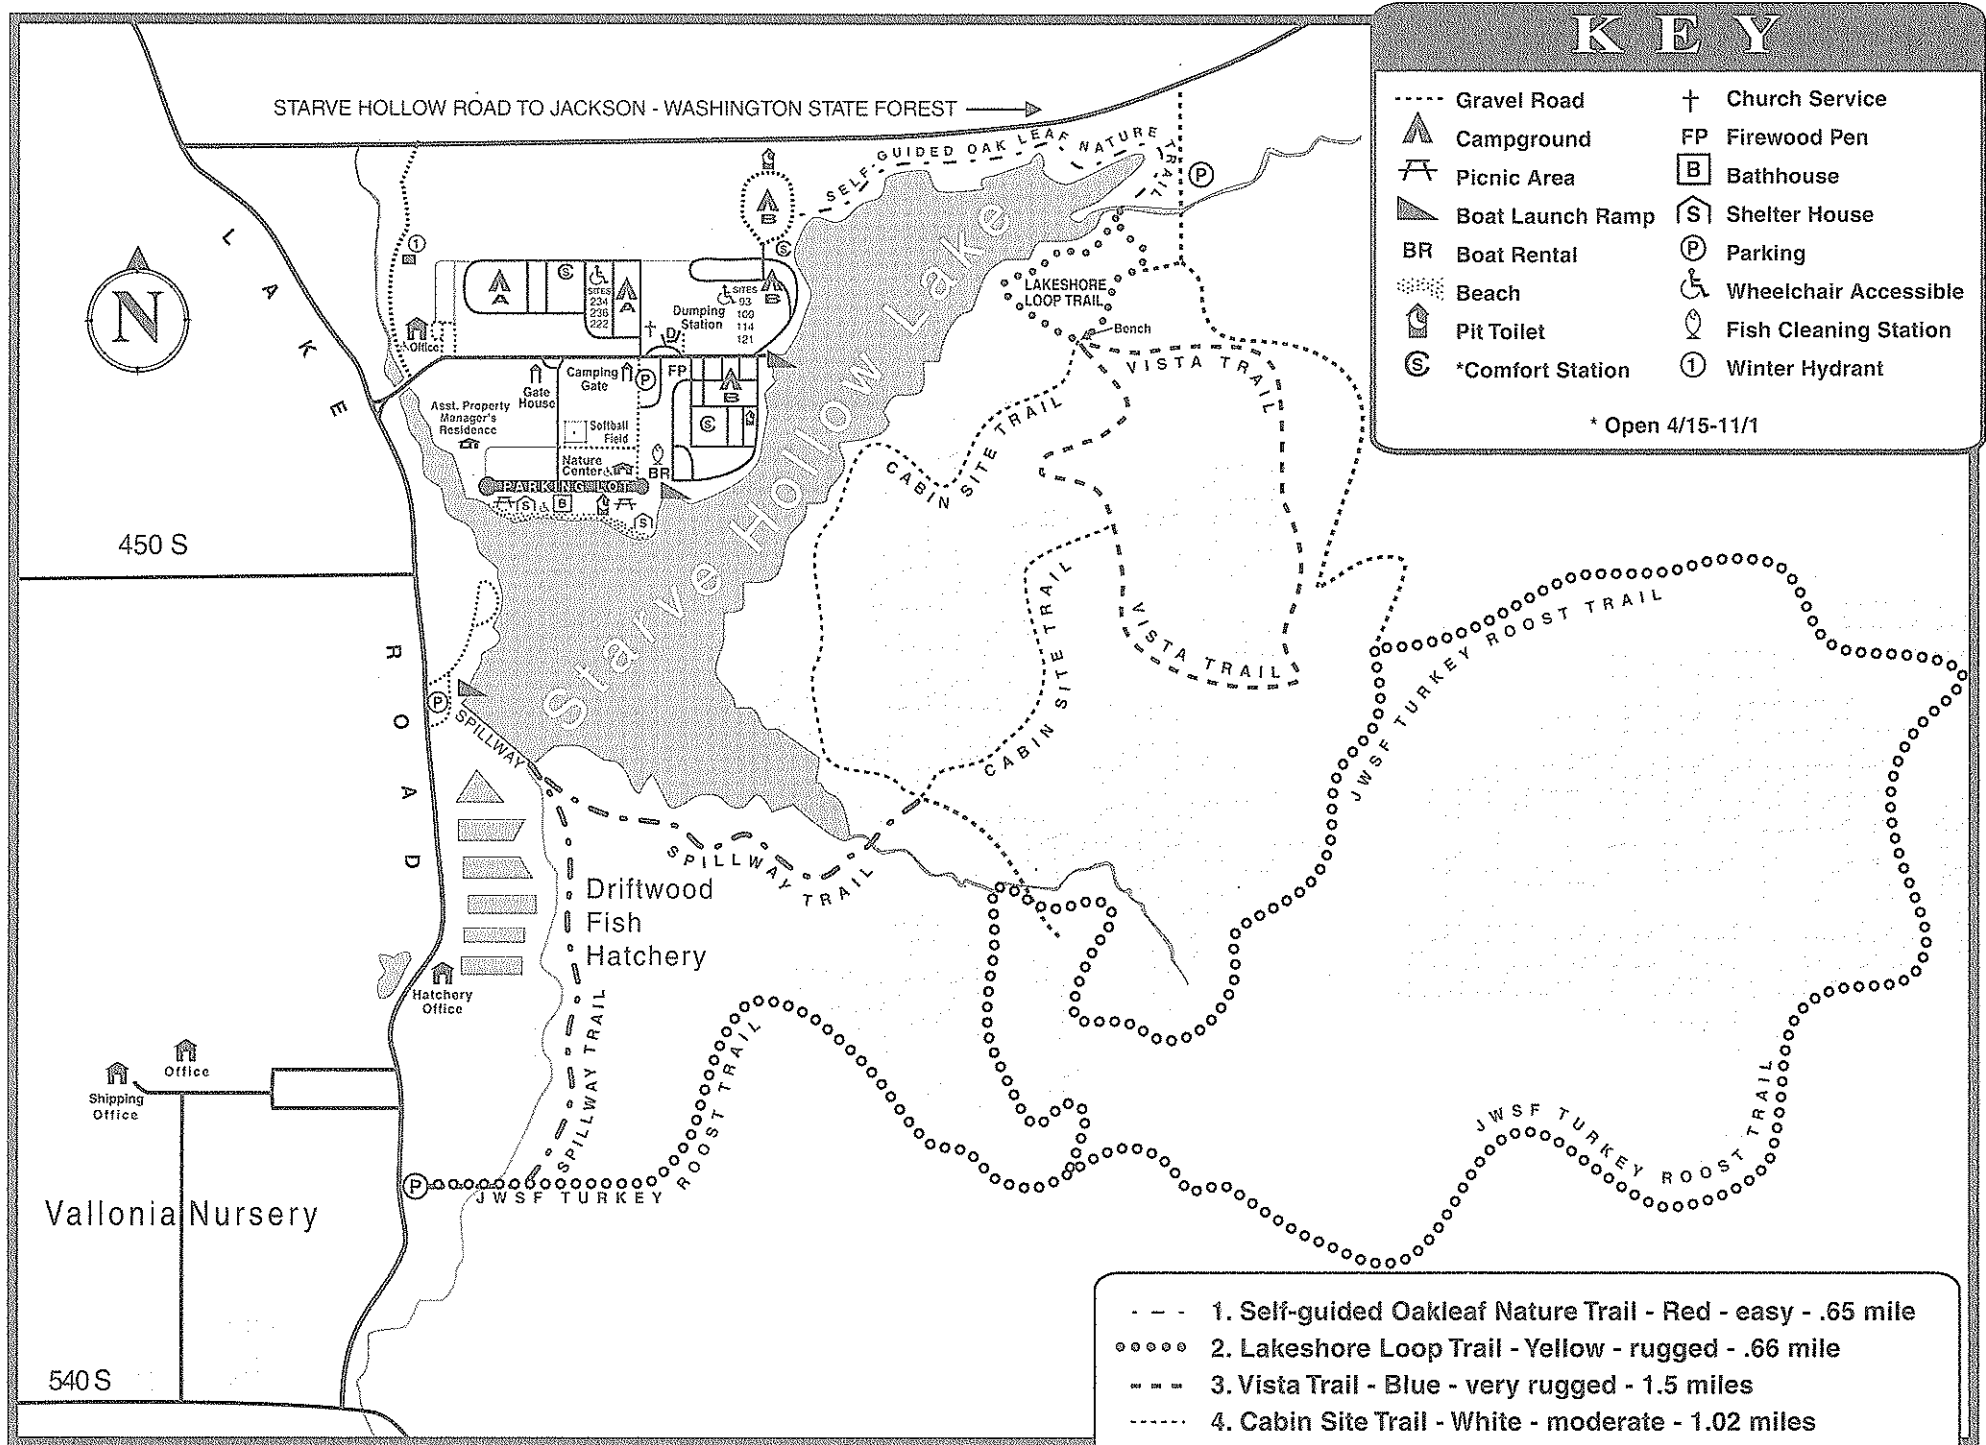 KEY
Gravel Road
Campground
Picnic Area
Boat Launch Ramp
BR Boat Rental
Beach
Pit Toilet
C S *Comfort Station
† Church Service
FP Firewood Pen
B Bathhouse
S Shelter House
P Parking
Wheelchair Accessible
Fish Cleaning Station
1 Winter Hydrant
* Open 4/15-11/1
STARVE HOLLOW ROAD TO JACKSON - WASHINGTON STATE FOREST
SELF-GUIDED OAK LEAF NATURE TRAIL
P
B
N
LAKE ROAD
1
A
SITES
234
236
222
A
B
SITES
93
100
114
121
Dumping
Station
D
Office
LAKESHORE
LOOP TRAIL
Bench
VISTA TRAIL
Gate
House
Camping
Gate
P
FP
B
Asst. Property
Manager's
Residence
Softball
Field
Nature
Center
BR
PARKING LOT
S
B
S
Starve Hollow Lake
CABIN SITE TRAIL
450 S
CABIN SITE TRAIL
VISTA TRAIL
JWSF TURKEY ROOST TRAIL
P
SPILLWAY
SPILLWAY TRAIL
Driftwood
Fish
Hatchery
Hatchery
Office
SPILLWAY TRAIL
Office
Shipping
Office
P
JWSF TURKEY ROOST TRAIL
JWSF TURKEY ROOST TRAIL
Vallonia Nursery
540 S
1. Self-guided Oakleaf Nature Trail - Red - easy - .65 mile
2. Lakeshore Loop Trail - Yellow - rugged - .66 mile
3. Vista Trail - Blue - very rugged - 1.5 miles
4. Cabin Site Trail - White - moderate - 1.02 miles